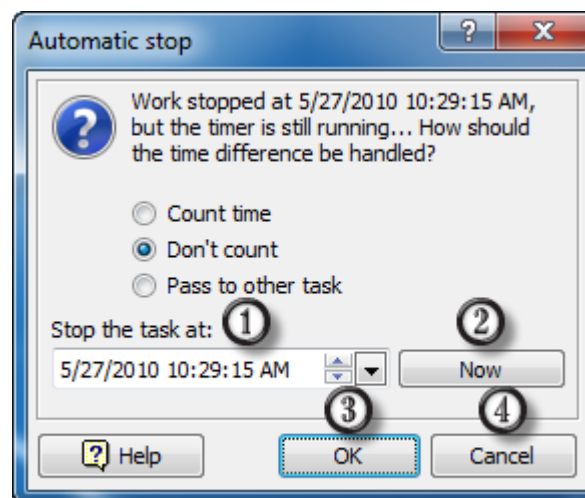 Automatic stop
Work stopped at 5/27/2010 10:29:15 AM,
but the timer is still running... How should
the time difference be handled?
Count time
Don't count
Pass to other task
Stop the task at: 1 2
5/27/2010 10:29:15 AM Now
3 4
Help OK Cancel